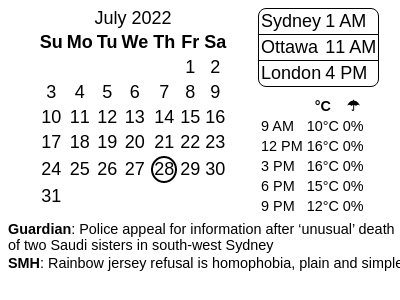 July 2022
Su Mo Tu We Th Fr Sa
1 2
3 4 5 6 7 8 9
10 11 12 13 14 15 16
17 18 19 20 21 22 23
24 25 26 27 28 29 30
31
Sydney 1 AM
Ottawa 11 AM
London 4 PM
°C ☂
9 AM 10°C 0%
12 PM 16°C 0%
3 PM 16°C 0%
6 PM 15°C 0%
9 PM 12°C 0%
Guardian: Police appeal for information after ‘unusual’ death
of two Saudi sisters in south-west Sydney
SMH: Rainbow jersey refusal is homophobia, plain and simple